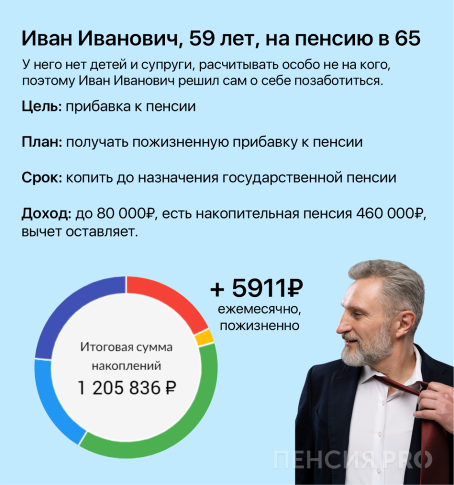 Иван Иванович, 59 лет, на пенсию в 65
У него нет детей и супруги, расчитывать особо не на кого,
поэтому Иван Иванович решил сам о себе позаботиться.
Цель: прибавка к пенсии
План: получать пожизненную прибавку к пенсии
Срок: копить до назначения государственной пенсии
Доход: до 80 000₽, есть накопительная пенсия 460 000₽,
вычет оставляет.
+ 5911₽
ежемесячно,
пожизненно
Итоговая сумма
накоплений
1 205 836 ₽
ПЕНСИЯ.PRO